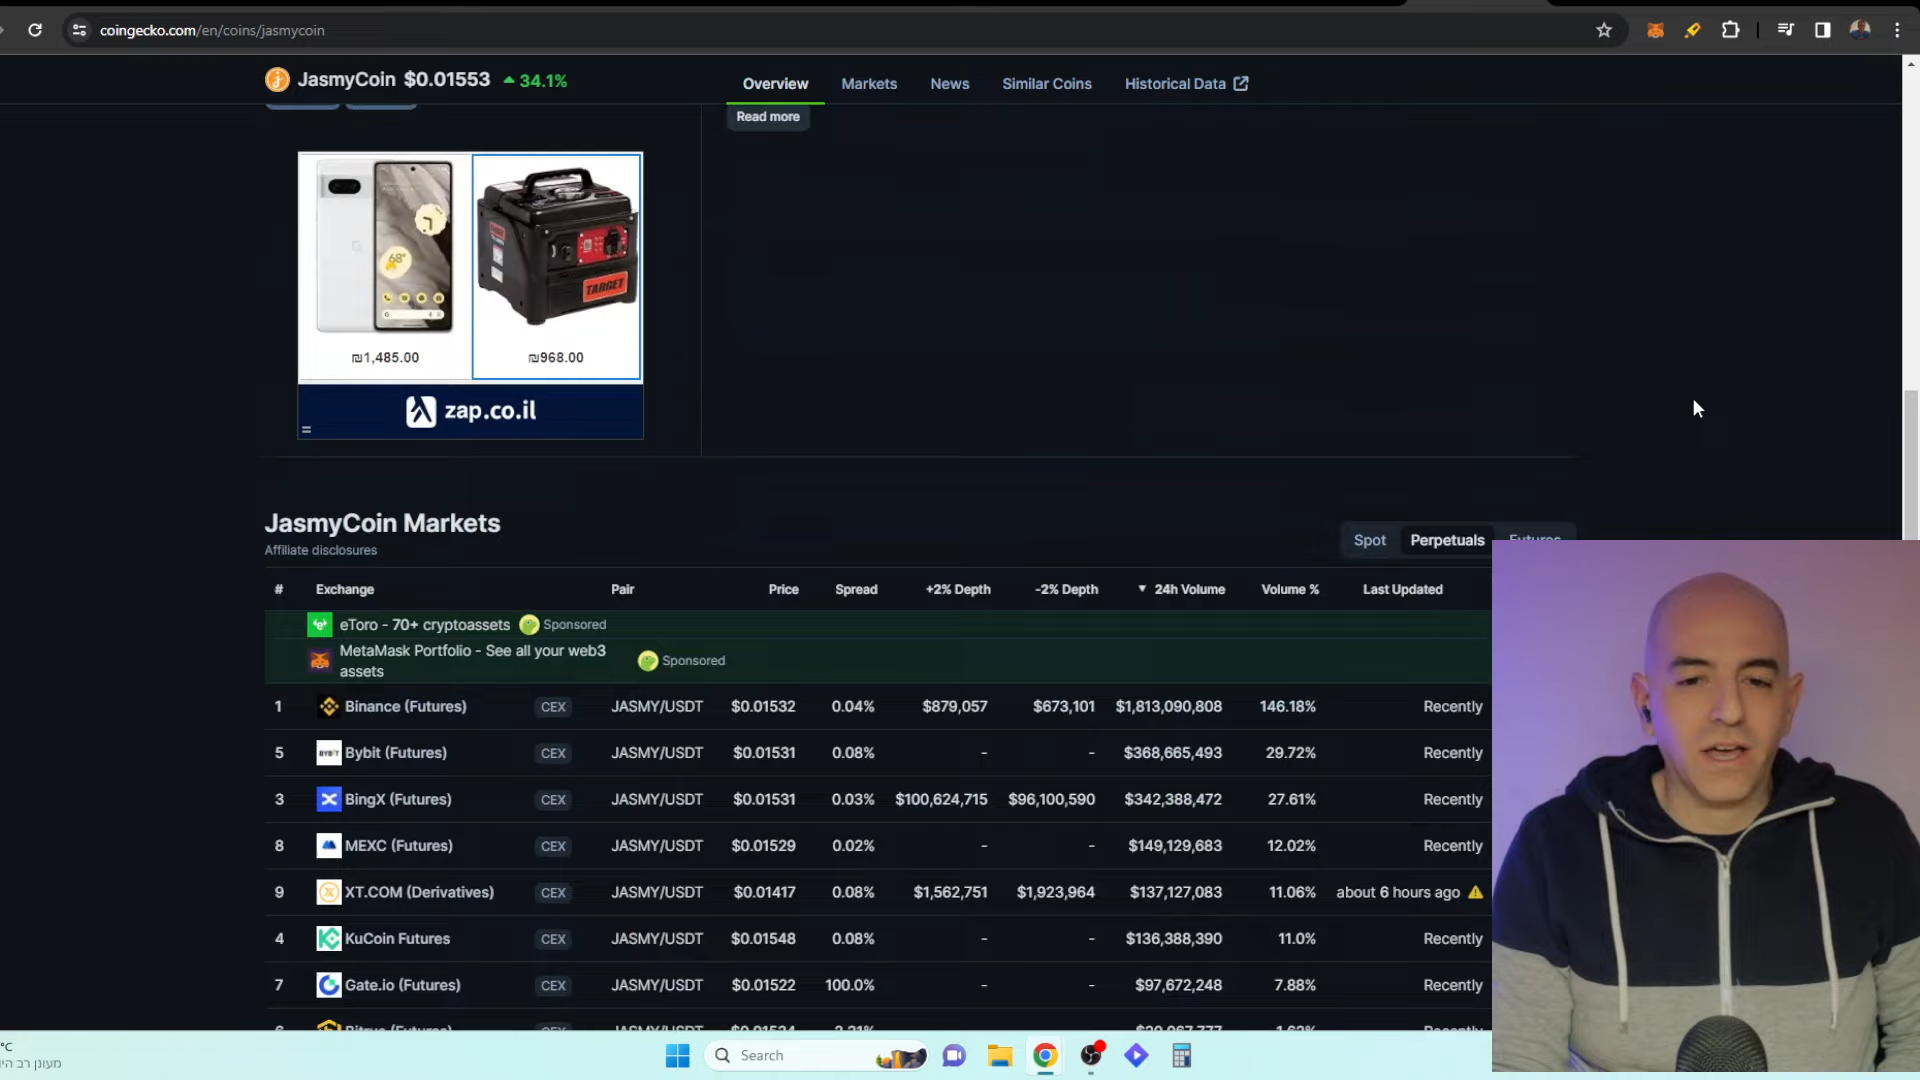 coingecko.com/en/coins/jasmycoin
JasmyCoin $0.01553 34.1%
Overview Markets News Similar Coins Historical Data
Read more
68°
TARGET
₪1,485.00 ₪968.00
zap.co.il
JasmyCoin Markets
Affiliate disclosures
Spot Perpetuals Futures
# Exchange Pair Price Spread +2% Depth -2% Depth 24h Volume Volume % Last Updated
eToro - 70+ cryptoassets Sponsored
MetaMask Portfolio - See all your web3
assets
Sponsored
1 Binance (Futures) CEX JASMY/USDT $0.01532 0.04% $879,057 $673,101 $1,813,090,808 146.18% Recently
5 BYBIT Bybit (Futures) CEX JASMY/USDT $0.01531 0.08% - - $368,665,493 29.72% Recently
3 BingX (Futures) CEX JASMY/USDT $0.01531 0.03% $100,624,715 $96,100,590 $342,388,472 27.61% Recently
8 MEXC (Futures) CEX JASMY/USDT $0.01529 0.02% - - $149,129,683 12.02% Recently
9 XT.COM (Derivatives) CEX JASMY/USDT $0.01417 0.08% $1,562,751 $1,923,964 $137,127,083 11.06% about 6 hours ago
4 KuCoin Futures CEX JASMY/USDT $0.01548 0.08% - - $136,388,390 11.0% Recently
7 Gate.io (Futures) CEX JASMY/USDT $0.01522 100.0% - - $97,672,248 7.88% Recently
°C
Search